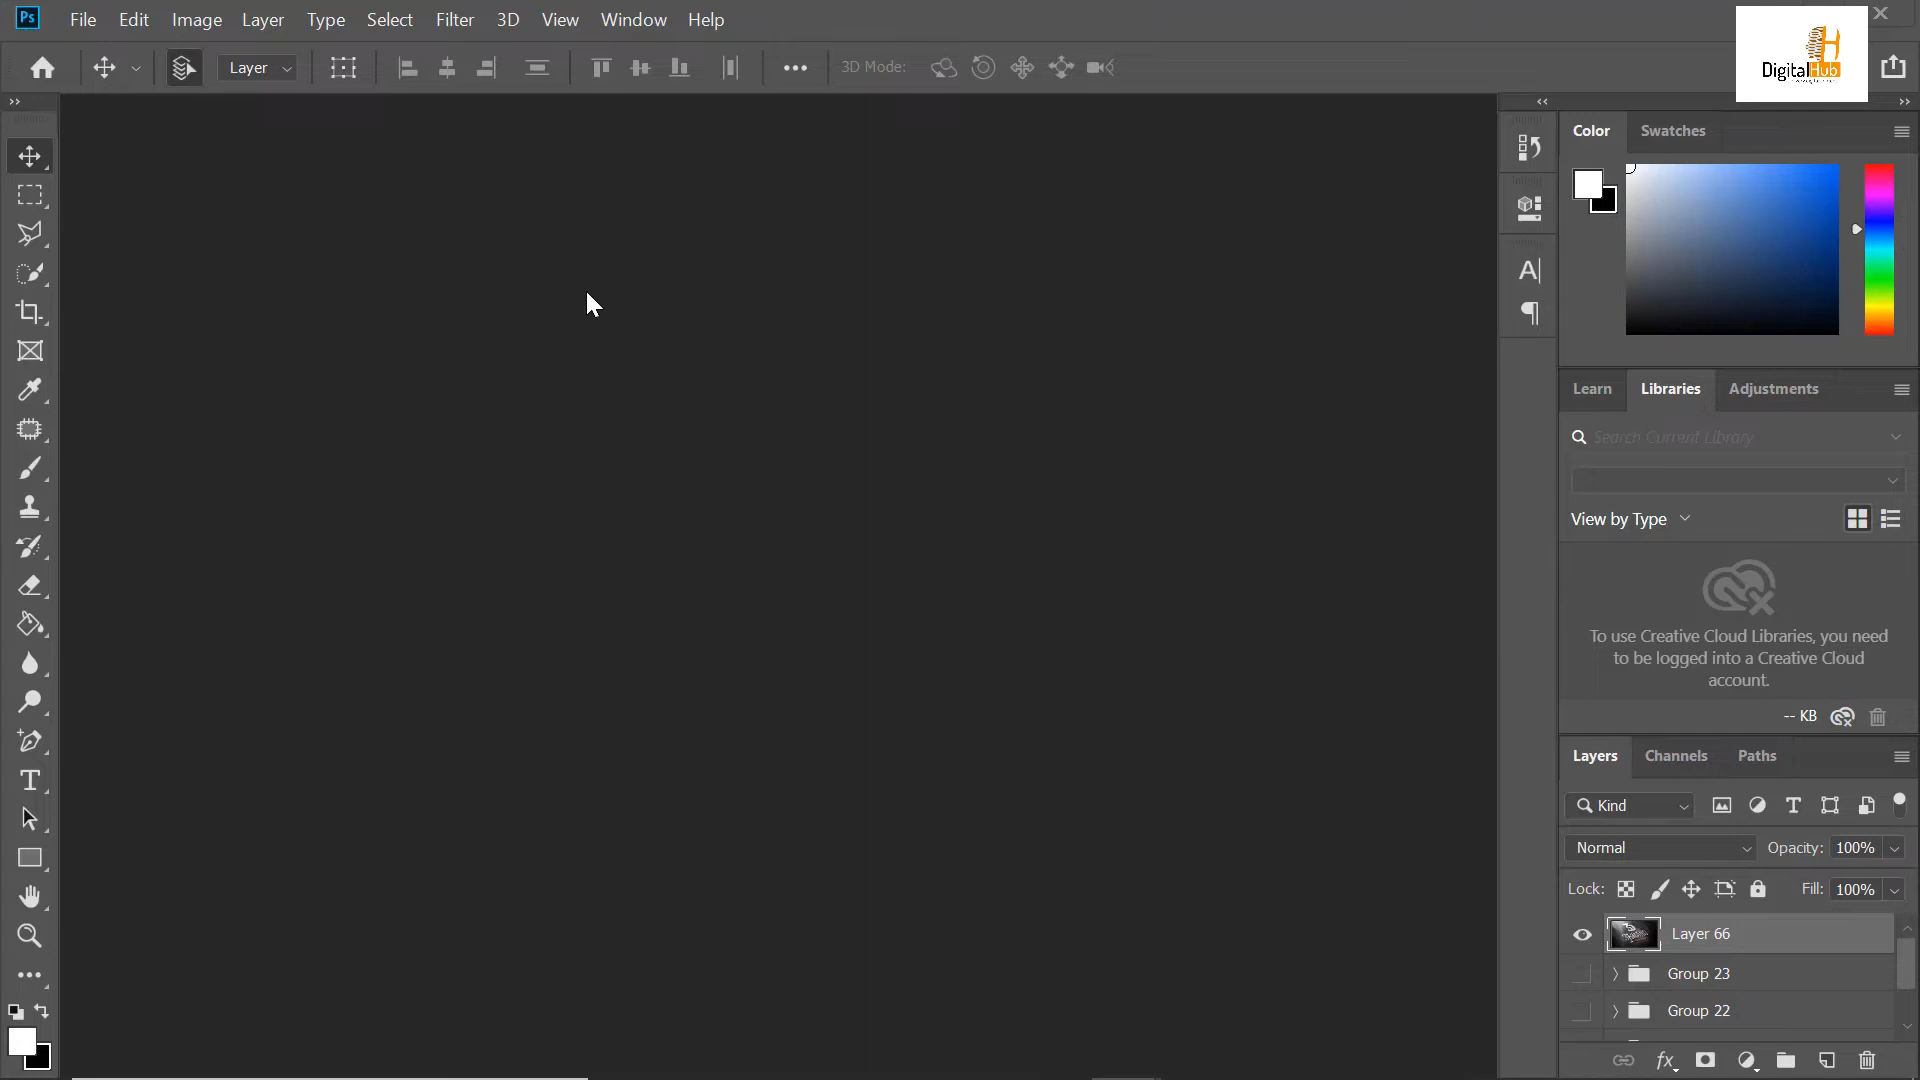 Ps File Edit Image Layer Type Select Filter 3D View Window Help
Layer 3D Mode:
DigitalHub
Color Swatches
Learn Libraries Adjustments
Search Current Library
View by Type
To use Creative Cloud Libraries, you need
to be logged into a Creative Cloud
account.
-- KB
Layers Channels Paths
Kind
Normal Opacity: 100%
Lock: Fill: 100%
Layer 66
Group 23
Group 22
fx